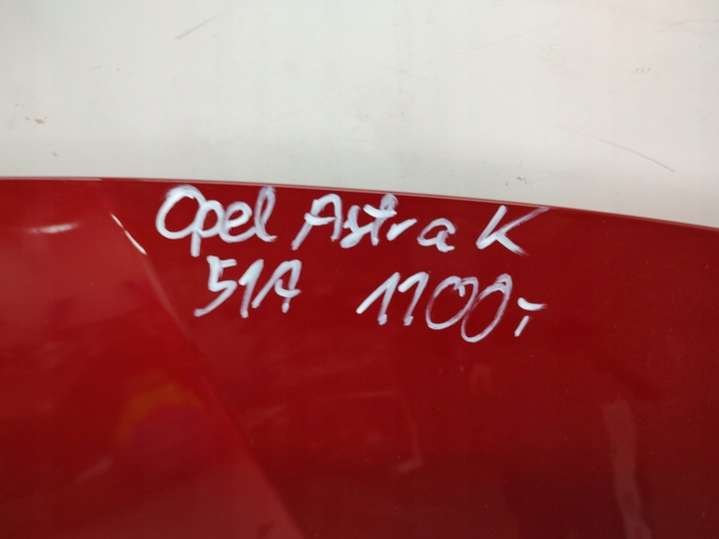 Opel Astra K
51A 1100,-